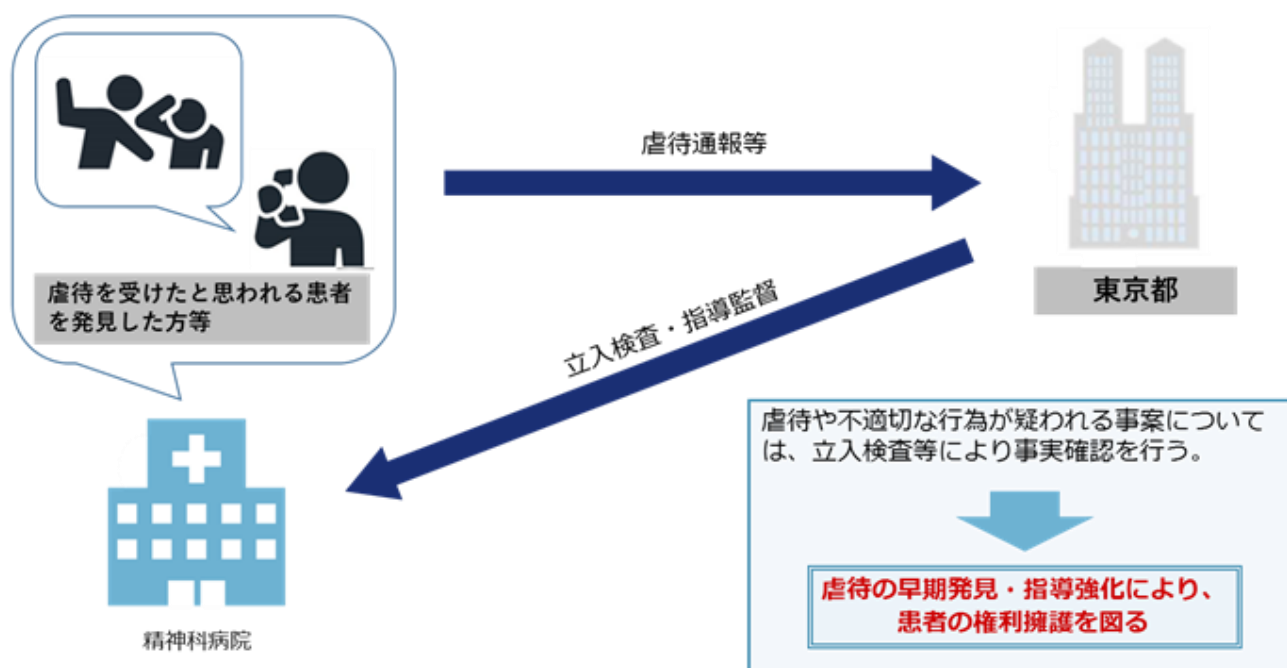 虐待通報等
虐待を受けたと思われる患者
を発見した方等
東京都
立入検査・指導監督
精神科病院
虐待や不適切な行為が疑われる事案について
は、立入検査等により事実確認を行う。
虐待の早期発見・指導強化により、
患者の権利擁護を図る